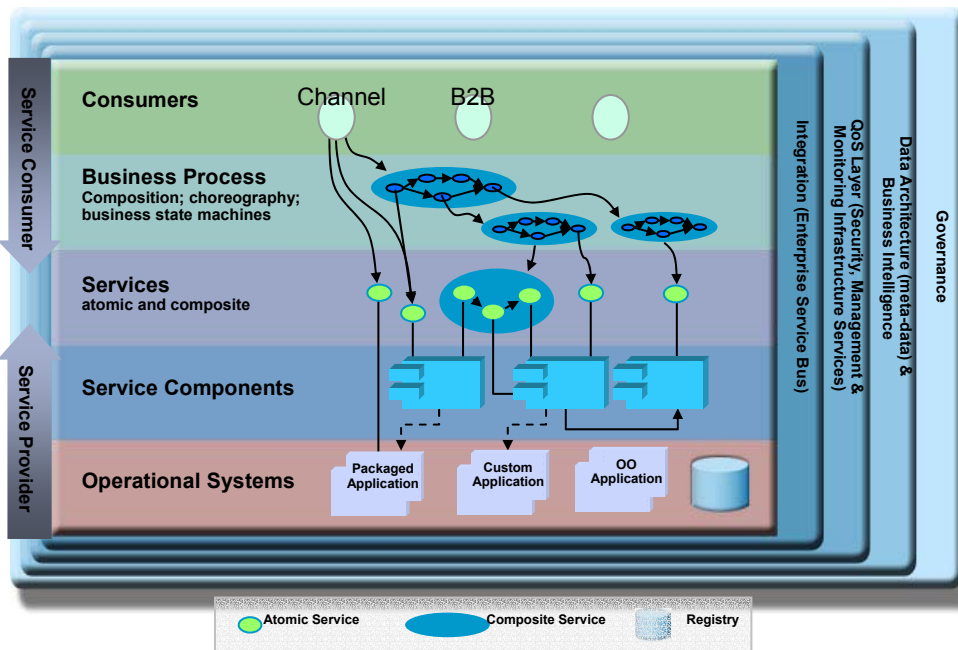 Service Consumer
Service Provider
Consumers
Channel
B2B
Business Process
Composition; choreography;
business state machines
Services
atomic and composite
Service Components
Operational Systems
Packaged
Application
Custom
Application
OO
Application
Integration (Enterprise Service Bus)
QoS Layer (Security, Management &
Monitoring Infrastructure Services)
Data Architecture (meta-data) &
Business Intelligence
Governance
Atomic Service
Composite Service
Registry